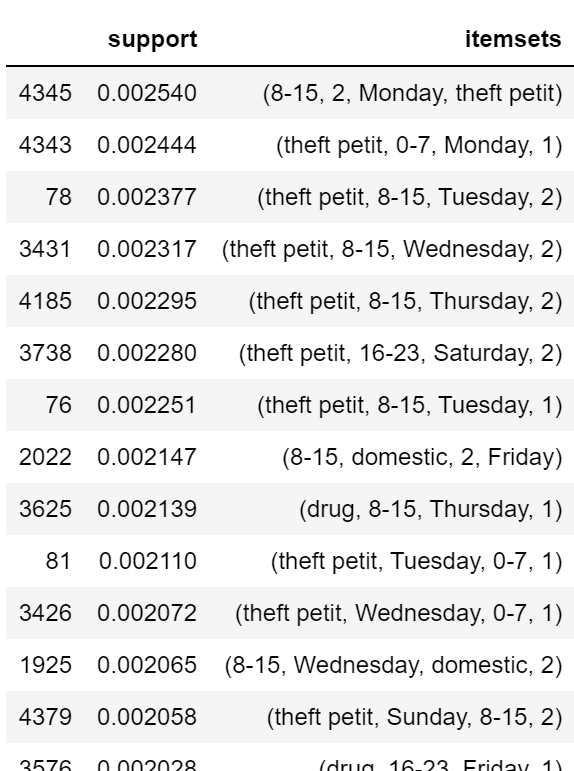 support itemsets
4345 0.002540 (8-15, 2, Monday, theft petit)
4343 0.002444 (theft petit, 0-7, Monday, 1)
78 0.002377 (theft petit, 8-15, Tuesday, 2)
3431 0.002317 (theft petit, 8-15, Wednesday, 2)
4185 0.002295 (theft petit, 8-15, Thursday, 2)
3738 0.002280 (theft petit, 16-23, Saturday, 2)
76 0.002251 (theft petit, 8-15, Tuesday, 1)
2022 0.002147 (8-15, domestic, 2, Friday)
3625 0.002139 (drug, 8-15, Thursday, 1)
81 0.002110 (theft petit, Tuesday, 0-7, 1)
3426 0.002072 (theft petit, Wednesday, 0-7, 1)
1925 0.002065 (8-15, Wednesday, domestic, 2)
4379 0.002058 (theft petit, Sunday, 8-15, 2)
3576 0.002028 (drug, 16-23, Friday, 1)